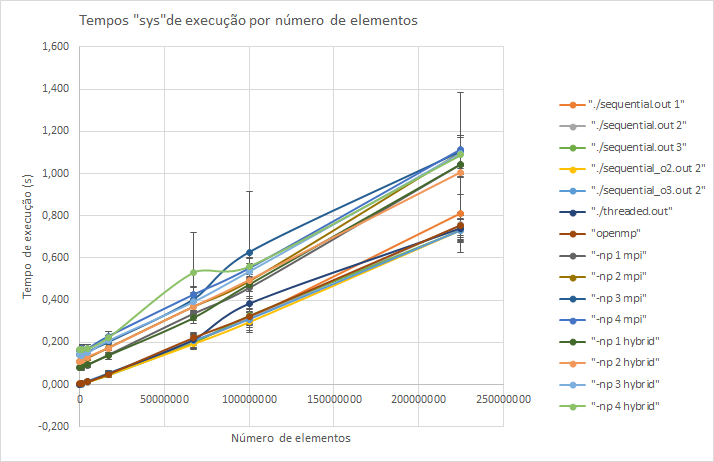 Tempos "sys"de execução por número de elementos
1,600
1,400
1,200
1,000
0,800
0,600
0,400
0,200
0,000
-0,200
Tempo de execução (s)
0
50000000
100000000
150000000
200000000
250000000
Número de elementos
"./sequential.out 1"
"./sequential.out 2"
"./sequential.out 3"
"./sequential_o2.out 2"
"./sequential_o3.out 2"
"./threaded.out"
"openmp"
"-np 1 mpi"
"-np 2 mpi"
"-np 3 mpi"
"-np 4 mpi"
"-np 1 hybrid"
"-np 2 hybrid"
"-np 3 hybrid"
"-np 4 hybrid"